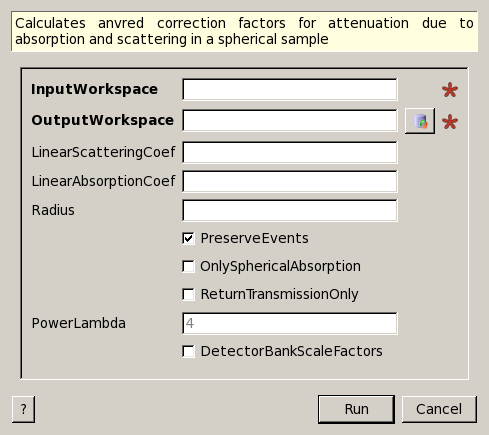 Calculates anvred correction factors for attenuation due to
absorption and scattering in a spherical sample
InputWorkspace
OutputWorkspace
LinearScatteringCoef
LinearAbsorptionCoef
Radius
PreserveEvents
OnlySphericalAbsorption
ReturnTransmissionOnly
PowerLambda 4
DetectorBankScaleFactors
? Run Cancel